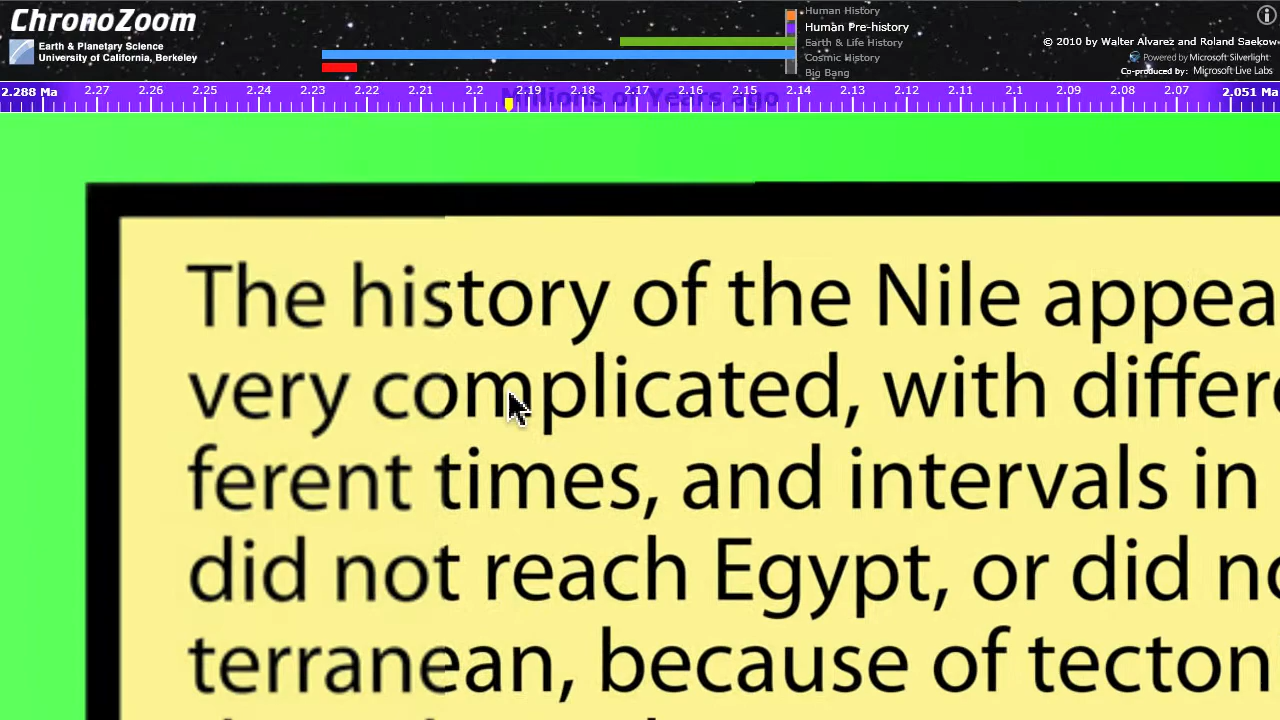 ChronoZoom
Earth & Planetary Science
University of California, Berkeley
Human History
Human Pre-history
Earth & Life History
Cosmic History
Big Bang
© 2010 by Walter Alvarez and Roland Saekow
Powered by Microsoft Silverlight
Co-produced by: Microsoft Live Labs
2.288 Ma 2.27 2.26 2.25 2.24 2.23 2.22 2.21 2.2 2.19 2.18 2.17 2.16 2.15 2.14 2.13 2.12 2.11 2.1 2.09 2.08 2.07 2.051 Ma
Millions of Years ago
The history of the Nile appea
very complicated, with differe
ferent times, and intervals in
did not reach Egypt, or did no
terranean, because of tecton